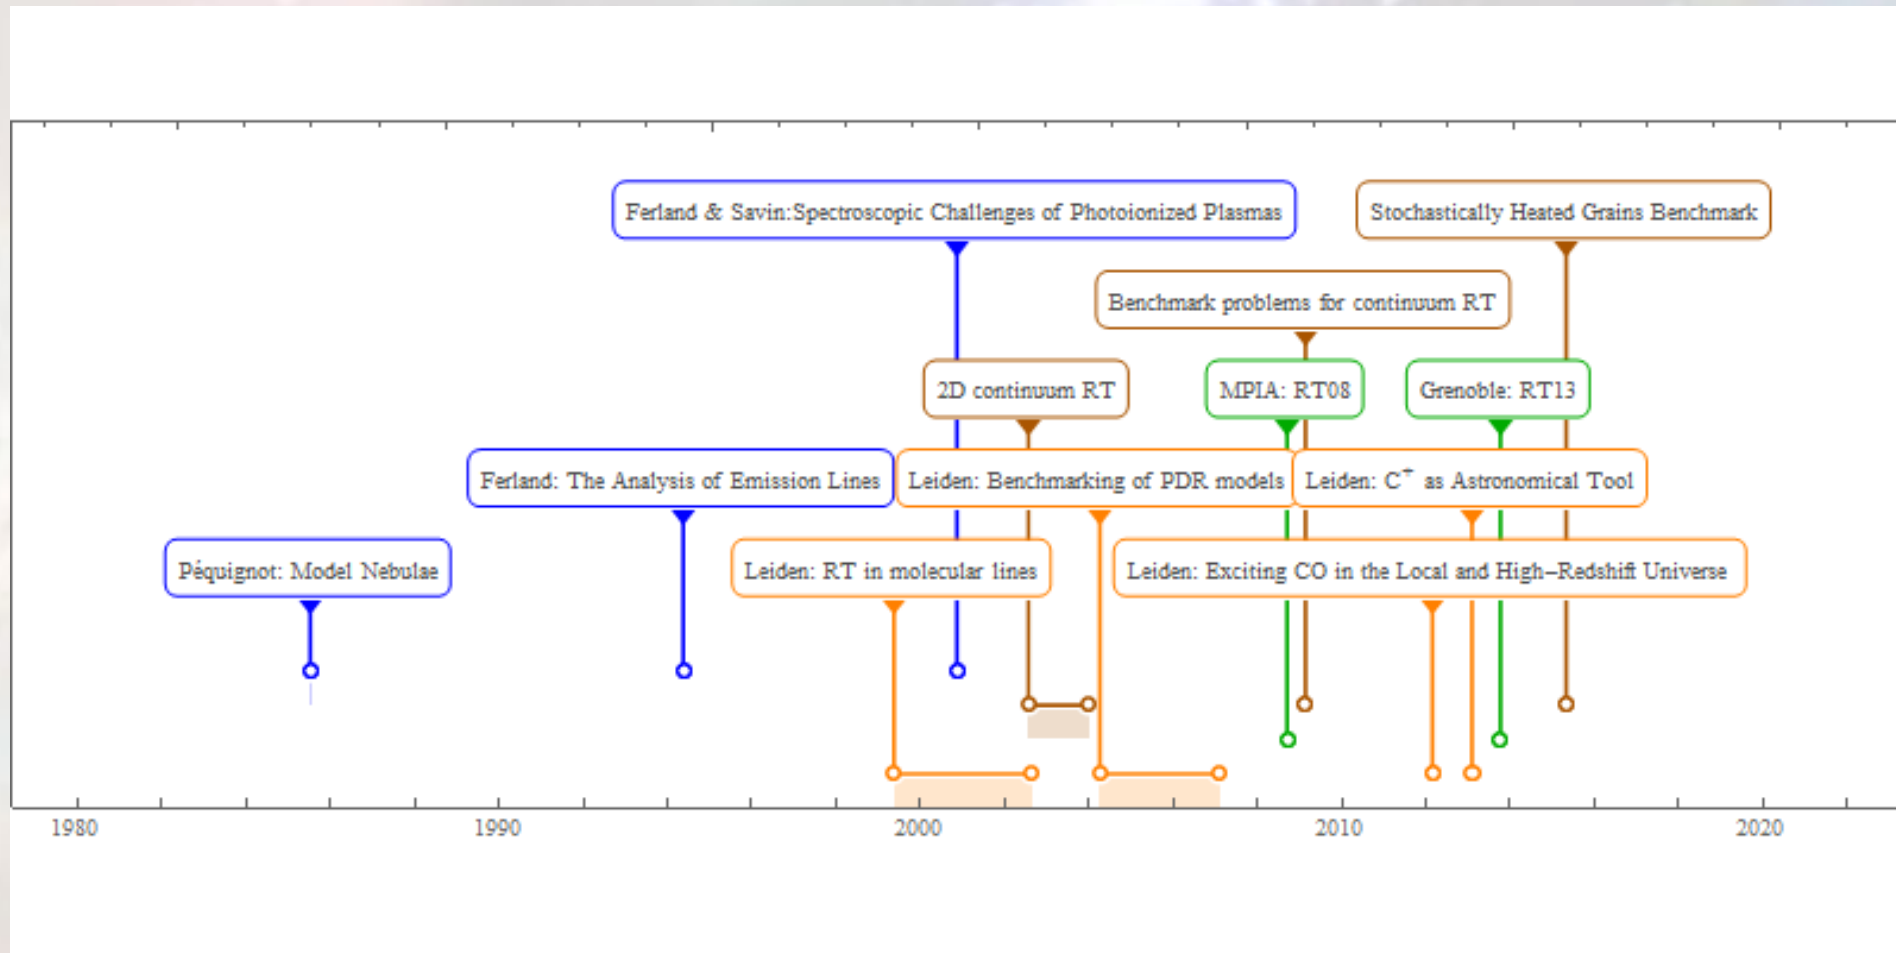 Ferland & Savin:Spectroscopic Challenges of Photoionized Plasmas
Stochastically Heated Grains Benchmark
Benchmark problems for continuum RT
2D continuum RT
MPIA: RT08
Grenoble: RT13
Ferland: The Analysis of Emission Lines
Leiden: Benchmarking of PDR models
Leiden: C⁺ as Astronomical Tool
Péquignot: Model Nebulae
Leiden: RT in molecular lines
Leiden: Exciting CO in the Local and High–Redshift Universe
1980
1990
2000
2010
2020